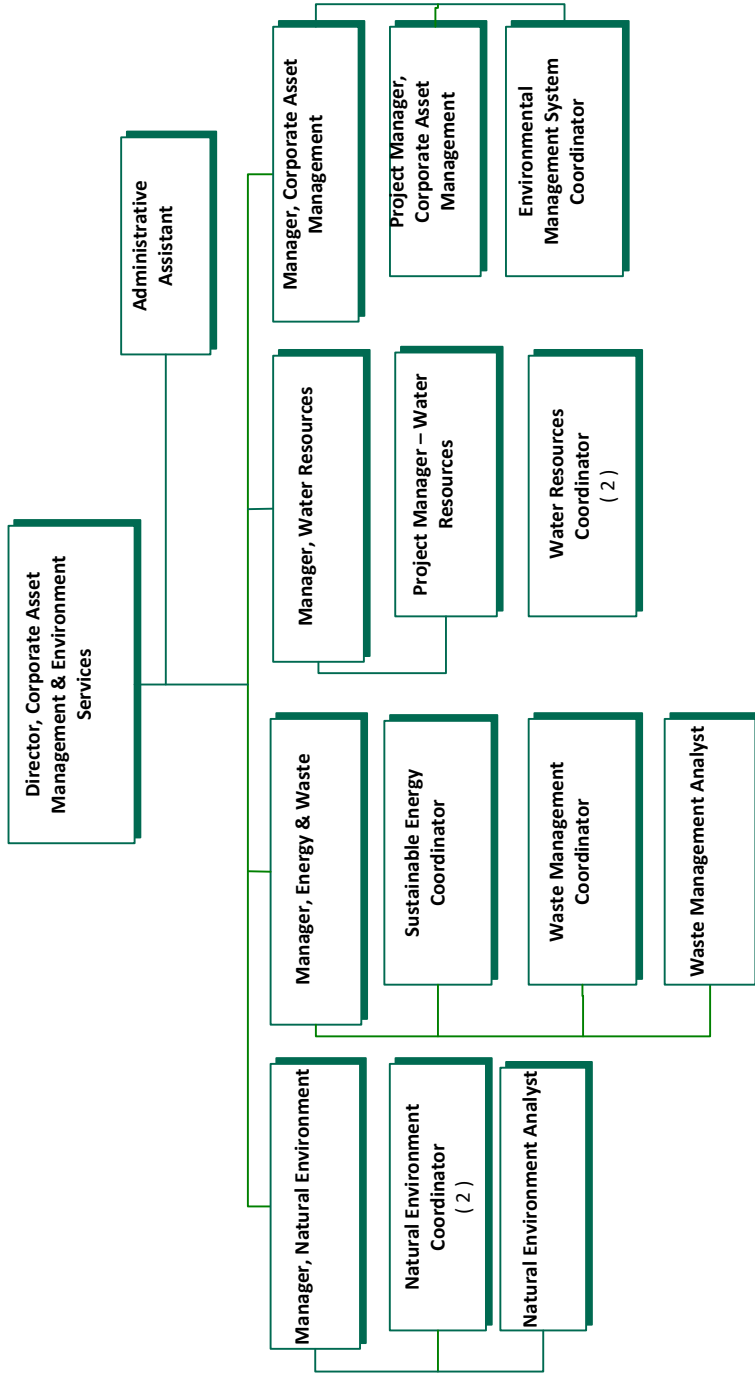 Director, Corporate Asset
Management & Environment
Services
Administrative
Assistant
Manager, Natural Environment
Natural Environment
Coordinator
( 2 )
Natural Environment Analyst
Manager, Energy & Waste
Sustainable Energy
Coordinator
Waste Management
Coordinator
Waste Management Analyst
Manager, Water Resources
Project Manager – Water
Resources
Water Resources
Coordinator
( 2 )
Manager, Corporate Asset
Management
Project Manager,
Corporate Asset
Management
Environmental
Management System
Coordinator